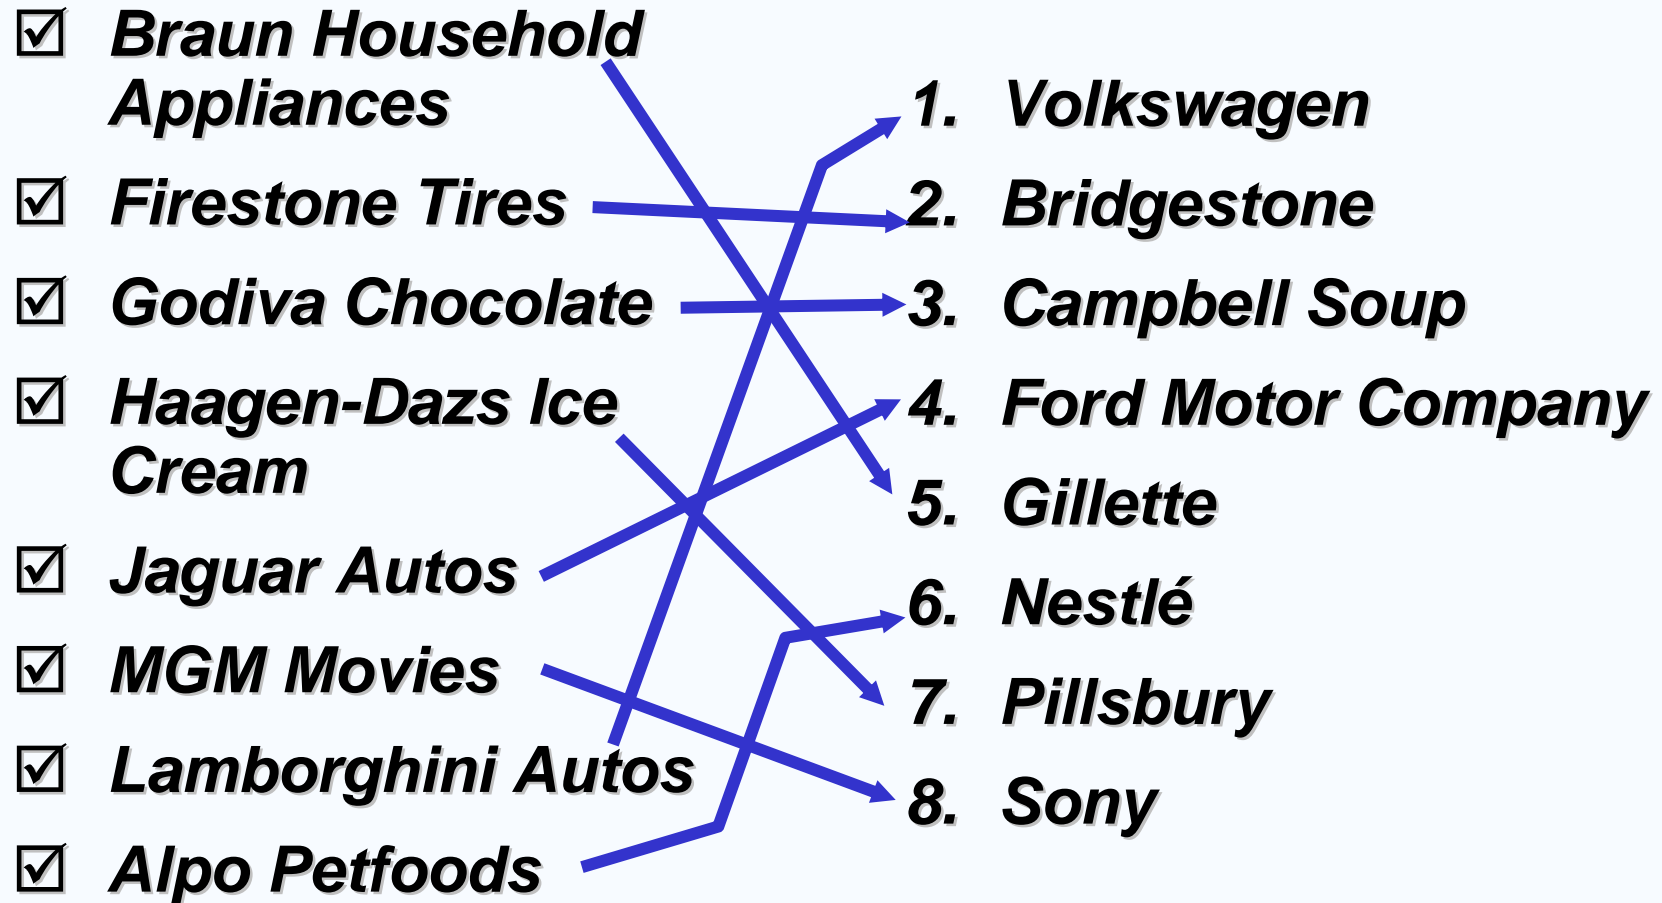 Braun Household
Appliances
Firestone Tires
Godiva Chocolate
Haagen-Dazs Ice
Cream
Jaguar Autos
MGM Movies
Lamborghini Autos
Alpo Petfoods
1. Volkswagen
2. Bridgestone
3. Campbell Soup
4. Ford Motor Company
5. Gillette
6. Nestlé
7. Pillsbury
8. Sony